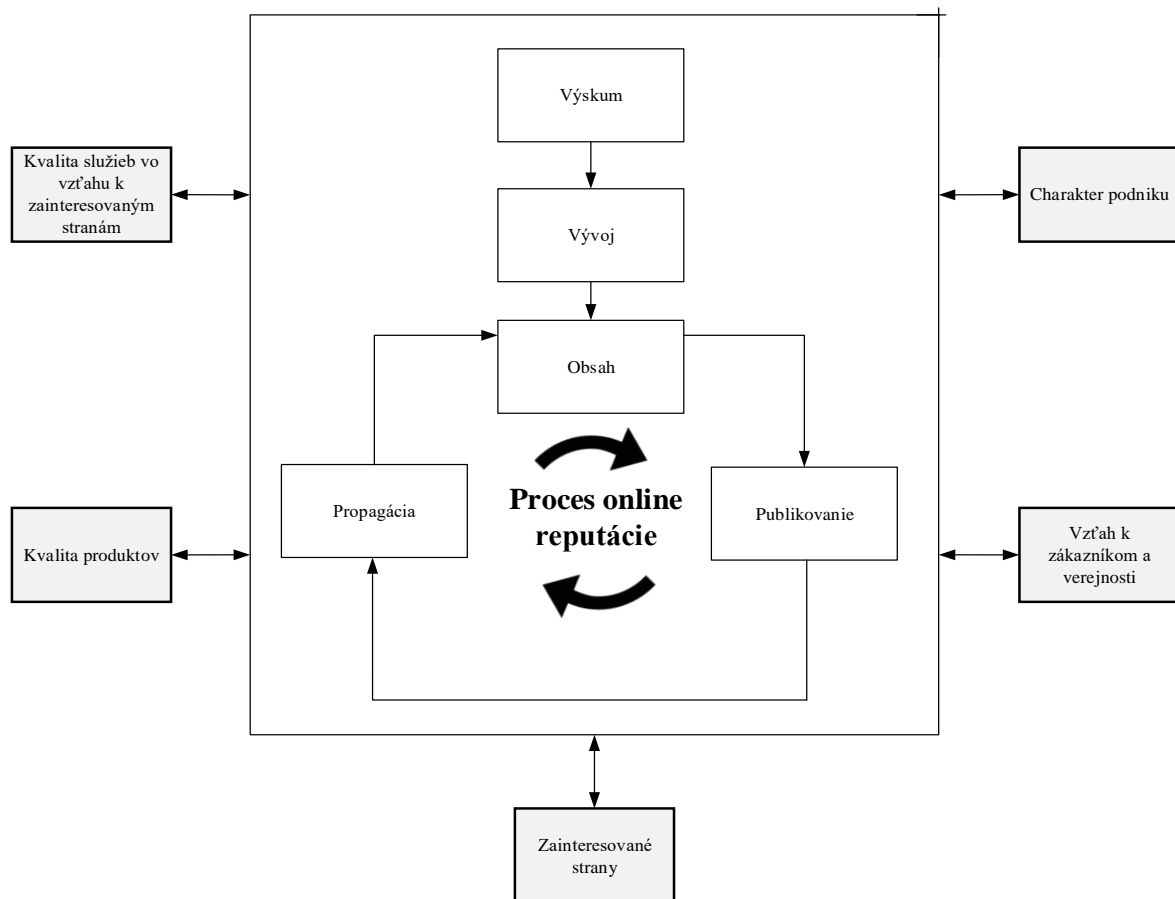 Výskum
Kvalita služieb vo
vzťahu k
zainteresovaným
stranám
Vývoj
Charakter podniku
Obsah
Propagácia
Proces online
reputácie
Publikovanie
Kvalita produktov
Vzťah k
zákazníkom a
verejnosti
Zainteresované
strany